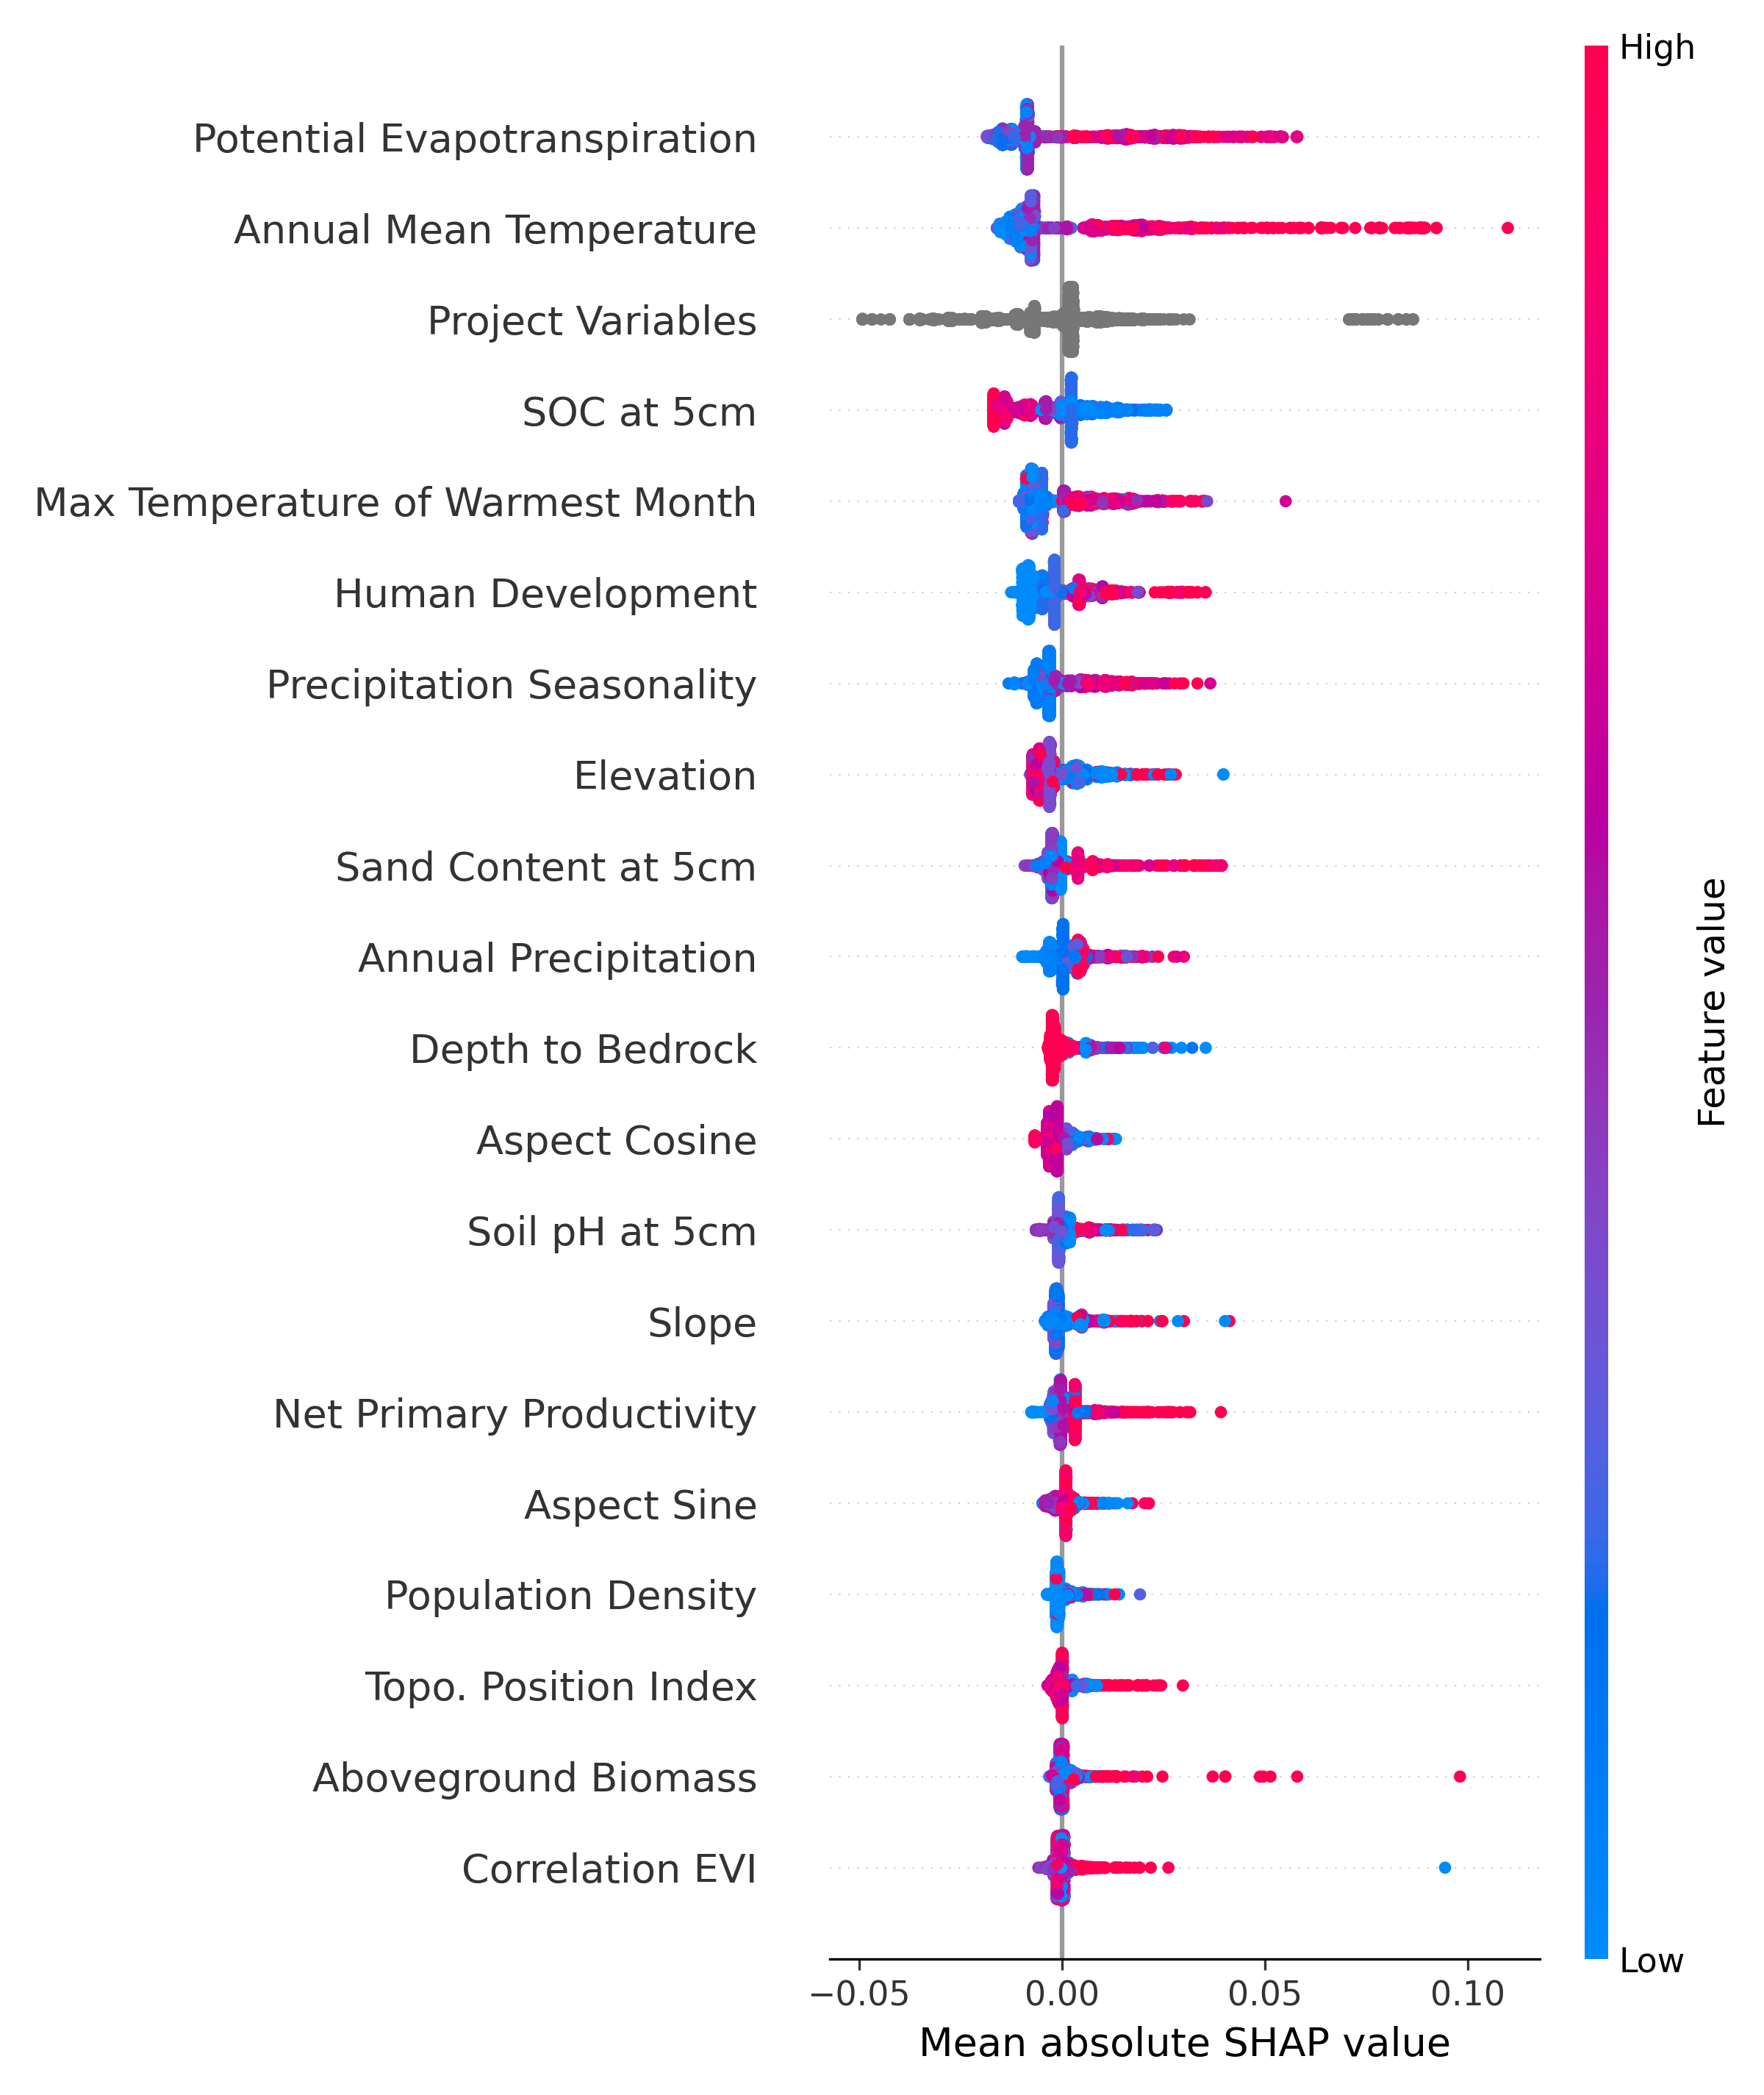 High
Potential Evapotranspiration
Annual Mean Temperature
Project Variables
SOC at 5cm
Max Temperature of Warmest Month
Human Development
Precipitation Seasonality
Elevation
Sand Content at 5cm
Annual Precipitation
Depth to Bedrock
Aspect Cosine
Soil pH at 5cm
Slope
Net Primary Productivity
Aspect Sine
Population Density
Topo. Position Index
Aboveground Biomass
Correlation EVI
Feature value
Low
−0.05 0.00 0.05 0.10
Mean absolute SHAP value